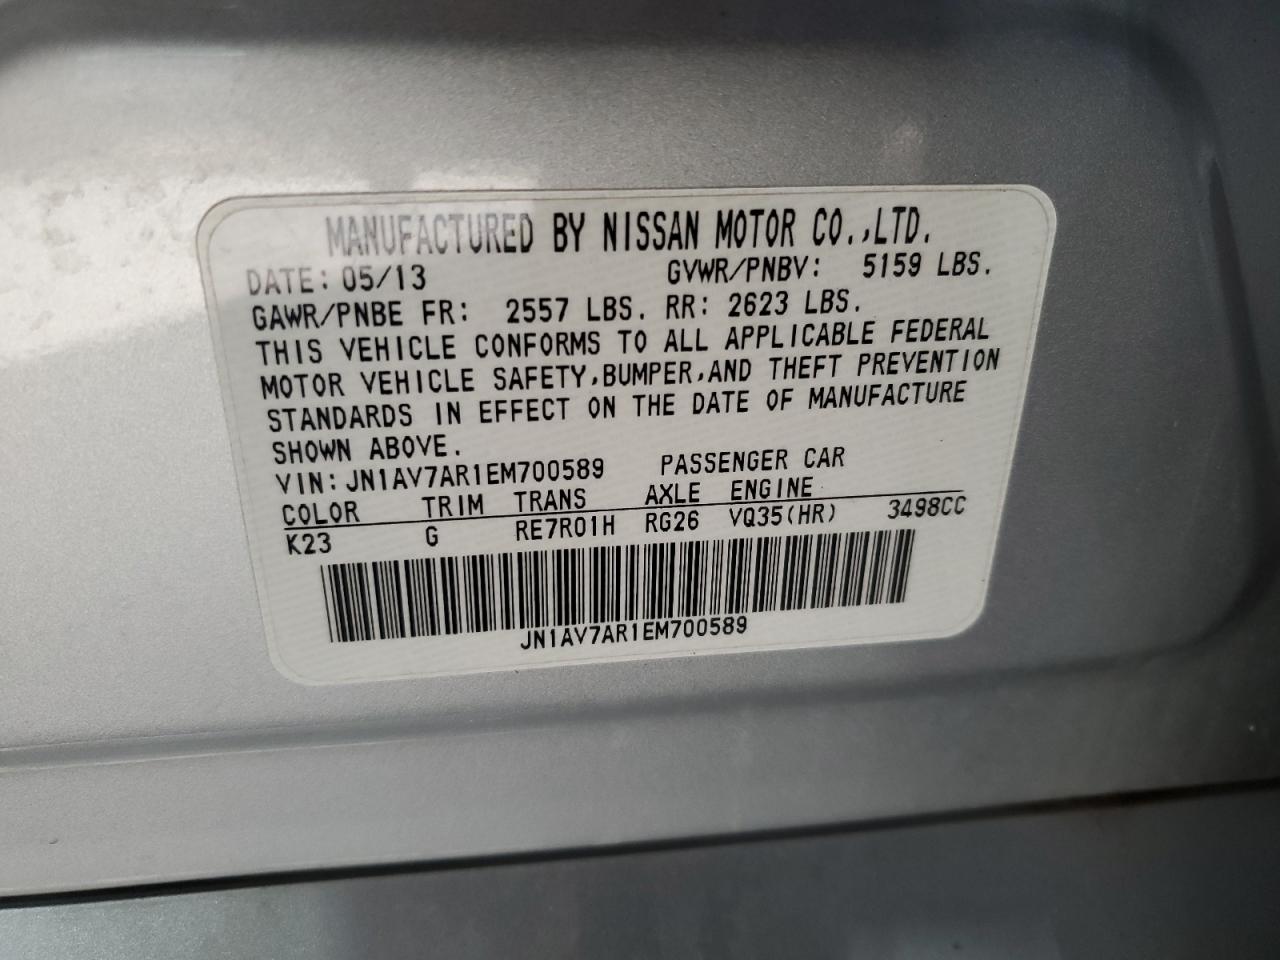 MANUFACTURED BY NISSAN MOTOR CO.,LTD.
DATE: 05/13 GVWR/PNBV: 5159 LBS.
GAWR/PNBE FR: 2557 LBS. RR: 2623 LBS.
THIS VEHICLE CONFORMS TO ALL APPLICABLE FEDERAL
MOTOR VEHICLE SAFETY,BUMPER,AND THEFT PREVENTION
STANDARDS IN EFFECT ON THE DATE OF MANUFACTURE
SHOWN ABOVE.
VIN:JN1AV7AR1EM700589 PASSENGER CAR
COLOR TRIM TRANS AXLE ENGINE
K23 G RE7R01H RG26 VQ35(HR) 3498CC
JN1AV7AR1EM700589